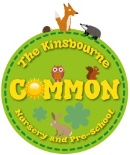 The Kinsbourne
COMMON
Nursery and Pre-School